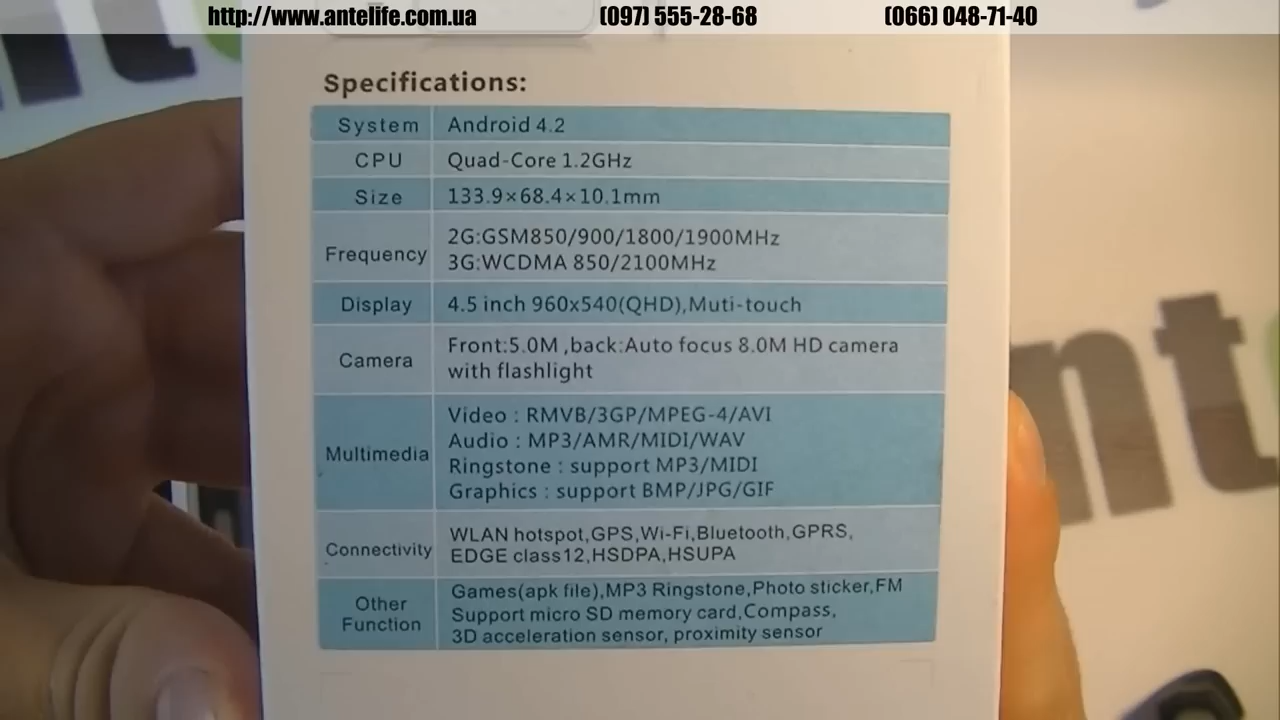 http://www.antelife.com.ua (097) 555-28-68 (066) 048-71-40
Specifications:
System Android 4.2
CPU Quad-Core 1.2GHz
Size 133.9×68.4×10.1mm
Frequency 2G:GSM850/900/1800/1900MHz
3G:WCDMA 850/2100MHz
Display 4.5 inch 960x540(QHD),Muti-touch
Camera Front:5.0M ,back:Auto focus 8.0M HD camera
with flashlight
Multimedia Video : RMVB/3GP/MPEG-4/AVI
Audio : MP3/AMR/MIDI/WAV
Ringstone : support MP3/MIDI
Graphics : support BMP/JPG/GIF
Connectivity WLAN hotspot,GPS,Wi-Fi,Bluetooth,GPRS,
EDGE class12,HSDPA,HSUPA
Other Function Games(apk file),MP3 Ringstone,Photo sticker,FM
Support micro SD memory card,Compass,
3D acceleration sensor, proximity sensor